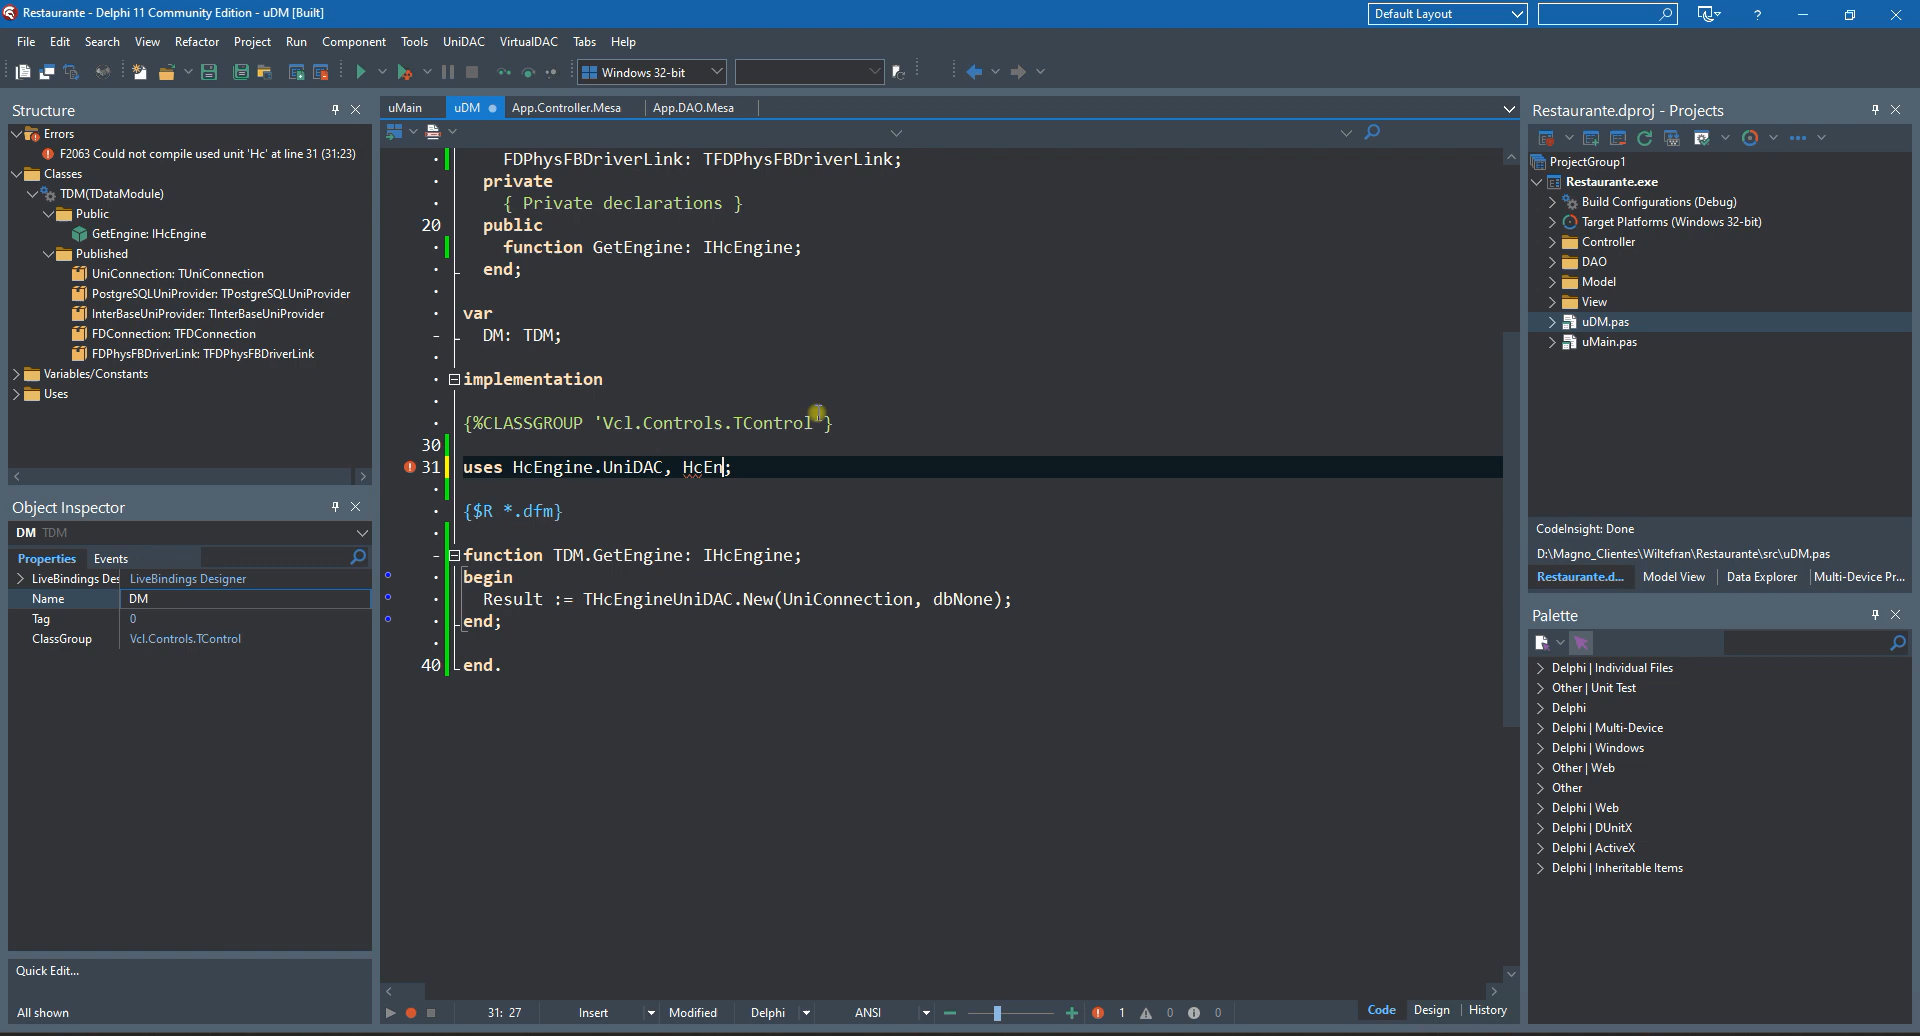 Restaurante - Delphi 11 Community Edition - uDM [Built]
Default Layout
File Edit Search View Refactor Project Run Component Tools UniDAC VirtualDAC Tabs Help
Windows 32-bit
Structure
Errors
F2063 Could not compile used unit 'Hc' at line 31 (31:23)
Classes
TDM(TDataModule)
Public
GetEngine: IHcEngine
Published
UniConnection: TUniConnection
PostgreSQLUniProvider: TPostgreSQLUniProvider
InterBaseUniProvider: TInterBaseUniProvider
FDConnection: TFDConnection
FDPhysFBDriverLink: TFDPhysFBDriverLink
Variables/Constants
Uses
Object Inspector
DM TDM
Properties Events
LiveBindings Des LiveBindings Designer
Name DM
Tag 0
ClassGroup Vcl.Controls.TControl
Quick Edit...
All shown
uMain uDM App.Controller.Mesa App.DAO.Mesa
FDPhysFBDriverLink: TFDPhysFBDriverLink;
private
{ Private declarations }
20 public
function GetEngine: IHcEngine;
end;
var
DM: TDM;
implementation
{%CLASSGROUP 'Vcl.Controls.TControl'}
30
31 uses HcEngine.UniDAC, HcEn;
{$R *.dfm}
function TDM.GetEngine: IHcEngine;
begin
Result := THcEngineUniDAC.New(UniConnection, dbNone);
end;
40 end.
31: 27 Insert Modified Delphi ANSI 1 0 0 Code Design History
Restaurante.dproj - Projects
ProjectGroup1
Restaurante.exe
Build Configurations (Debug)
Target Platforms (Windows 32-bit)
Controller
DAO
Model
View
uDM.pas
uMain.pas
CodeInsight: Done
D:\Magno_Clientes\Wiltefran\Restaurante\src\uDM.pas
Restaurante.d... Model View Data Explorer Multi-Device Pr...
Palette
Delphi | Individual Files
Other | Unit Test
Delphi
Delphi | Multi-Device
Delphi | Windows
Other | Web
Other
Delphi | Web
Delphi | DUnitX
Delphi | ActiveX
Delphi | Inheritable Items